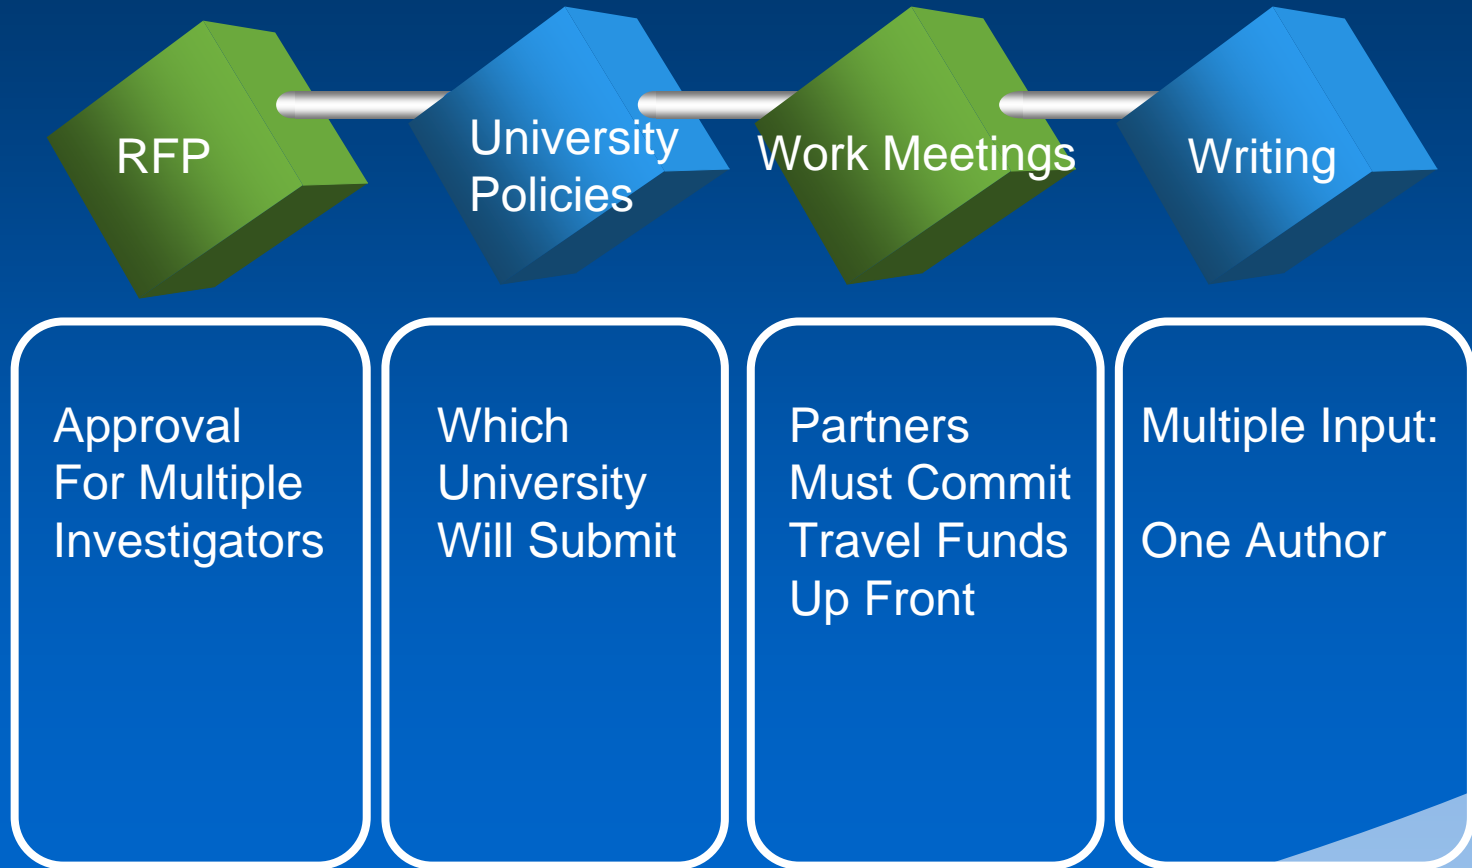 RFP
University
Policies
Work Meetings
Writing
Approval
For Multiple
Investigators
Which
University
Will Submit
Partners
Must Commit
Travel Funds
Up Front
Multiple Input:
One Author